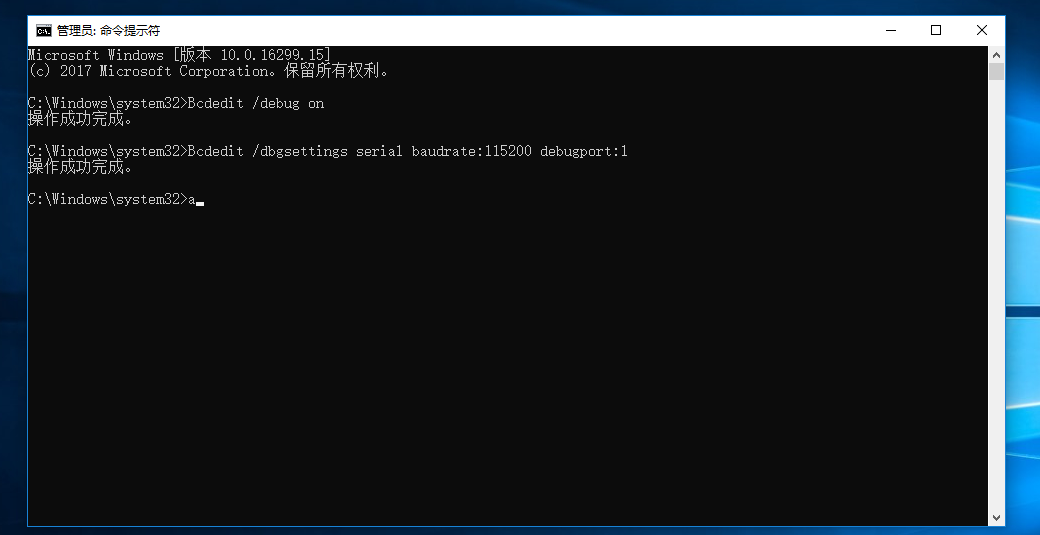 管理员: 命令提示符
Microsoft Windows [版本 10.0.16299.15]
(c) 2017 Microsoft Corporation。保留所有权利。
C:\Windows\system32>Bcdedit /debug on
操作成功完成。
C:\Windows\system32>Bcdedit /dbgsettings serial baudrate:115200 debugport:1
操作成功完成。
C:\Windows\system32>a